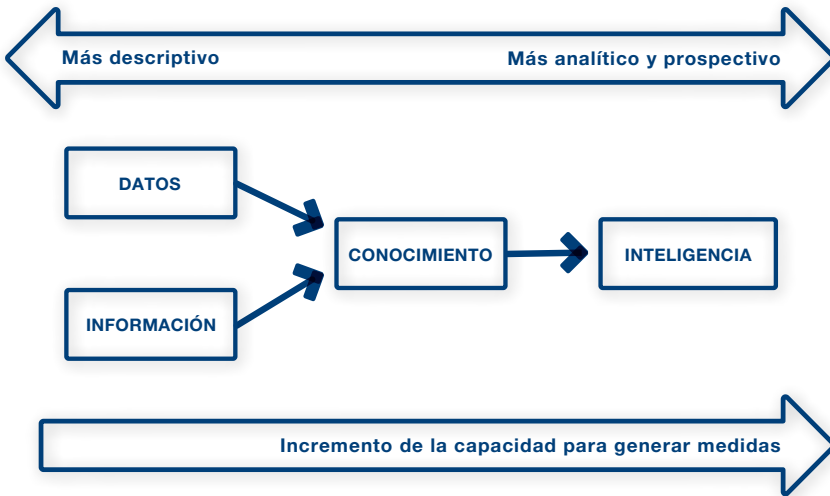 Más descriptivo
Más analítico y prospectivo
DATOS
CONOCIMIENTO
INTELIGENCIA
INFORMACIÓN
Incremento de la capacidad para generar medidas